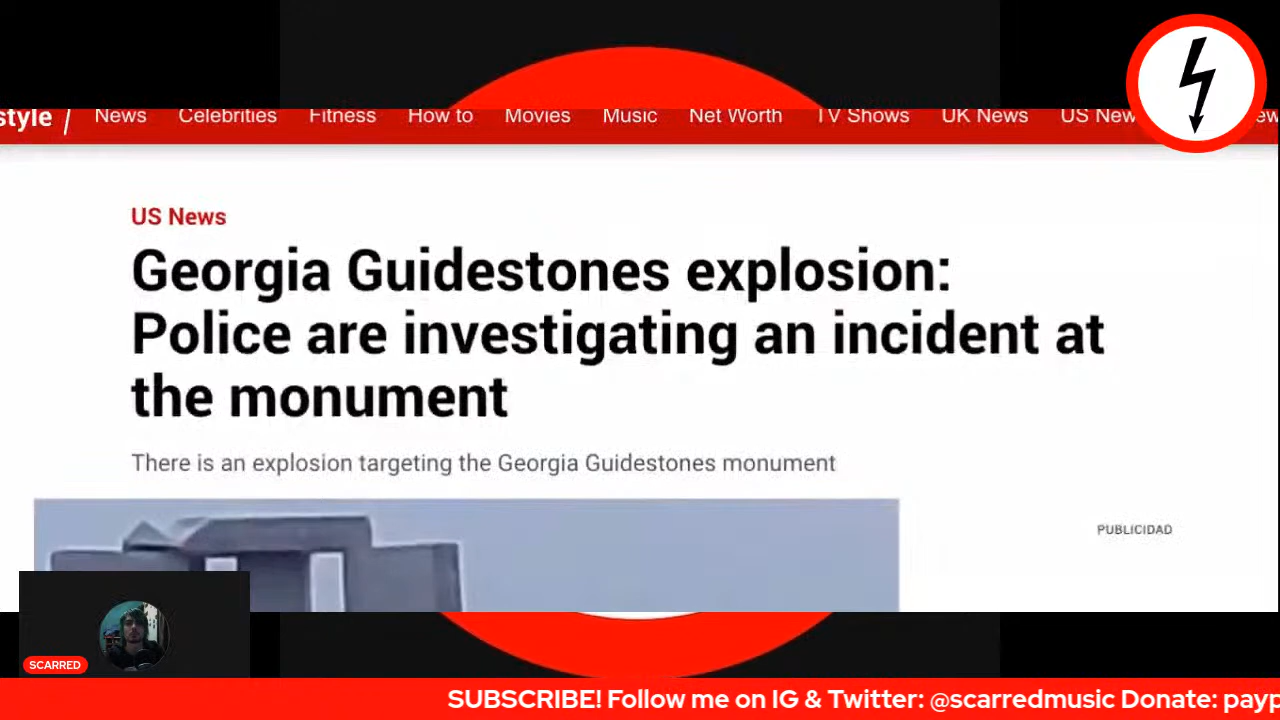 style / News Celebrities Fitness How to Movies Music Net Worth TV Shows UK News US New
US News
Georgia Guidestones explosion:
Police are investigating an incident at
the monument
There is an explosion targeting the Georgia Guidestones monument
PUBLICIDAD
SCARRED
SUBSCRIBE! Follow me on IG & Twitter: @scarredmusic Donate: payp